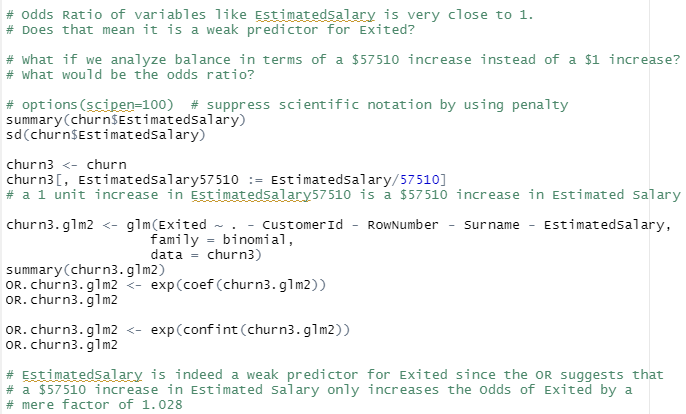 # Odds Ratio of variables like EstimatedSalary is very close to 1.
# Does that mean it is a weak predictor for Exited?
# What if we analyze balance in terms of a $57510 increase instead of a $1 increase?
# What would be the odds ratio?
# options(scipen=100)  # suppress scientific notation by using penalty
summary(churn$EstimatedSalary)
sd(churn$EstimatedSalary)
churn3 <- churn
churn3[, EstimatedSalary57510 := EstimatedSalary/57510]
# a 1 unit increase in EstimatedSalary57510 is a $57510 increase in Estimated Salary
churn3.glm2 <- glm(Exited ~ . - CustomerId - RowNumber - Surname - EstimatedSalary,
family = binomial,
data = churn3)
summary(churn3.glm2)
OR.churn3.glm2 <- exp(coef(churn3.glm2))
OR.churn3.glm2
OR.churn3.glm2 <- exp(confint(churn3.glm2))
OR.churn3.glm2
# EstimatedSalary is indeed a weak predictor for Exited since the OR suggests that
# a $57510 increase in Estimated Salary only increases the Odds of Exited by a
# mere factor of 1.028